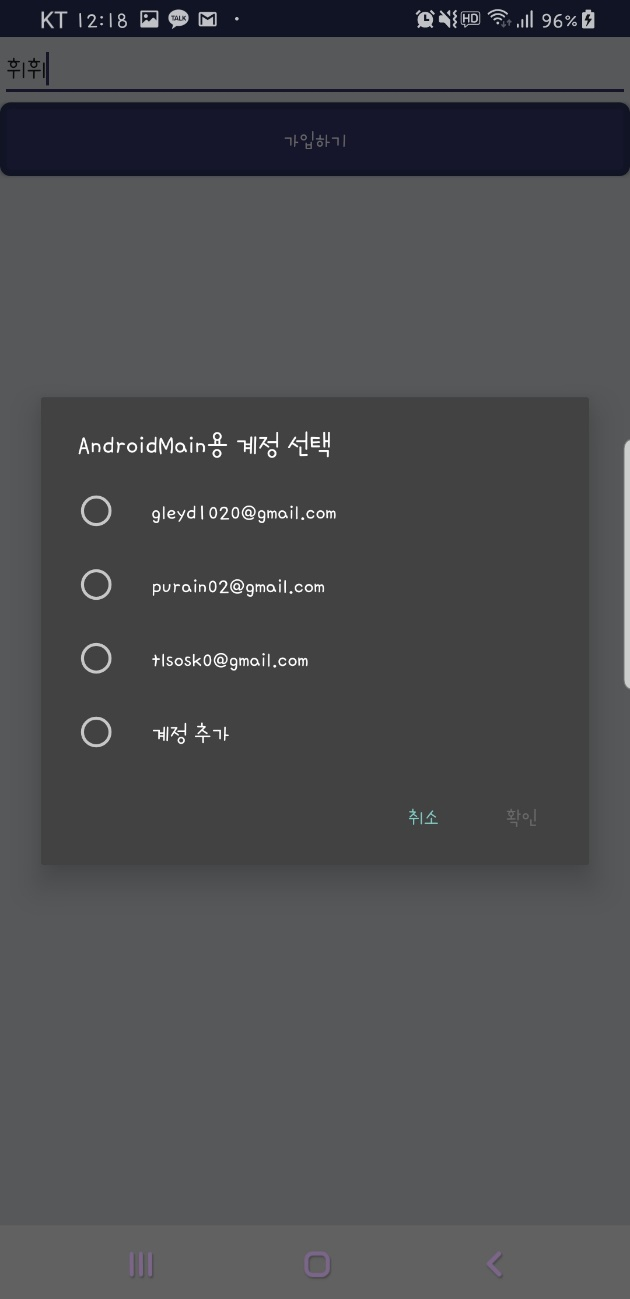 KT 12:18 TALK HD 96%
휘휘
가입하기
AndroidMain용 계정 선택
gleyd1020@gmail.com
purain02@gmail.com
tlsosk0@gmail.com
계정 추가
취소 확인